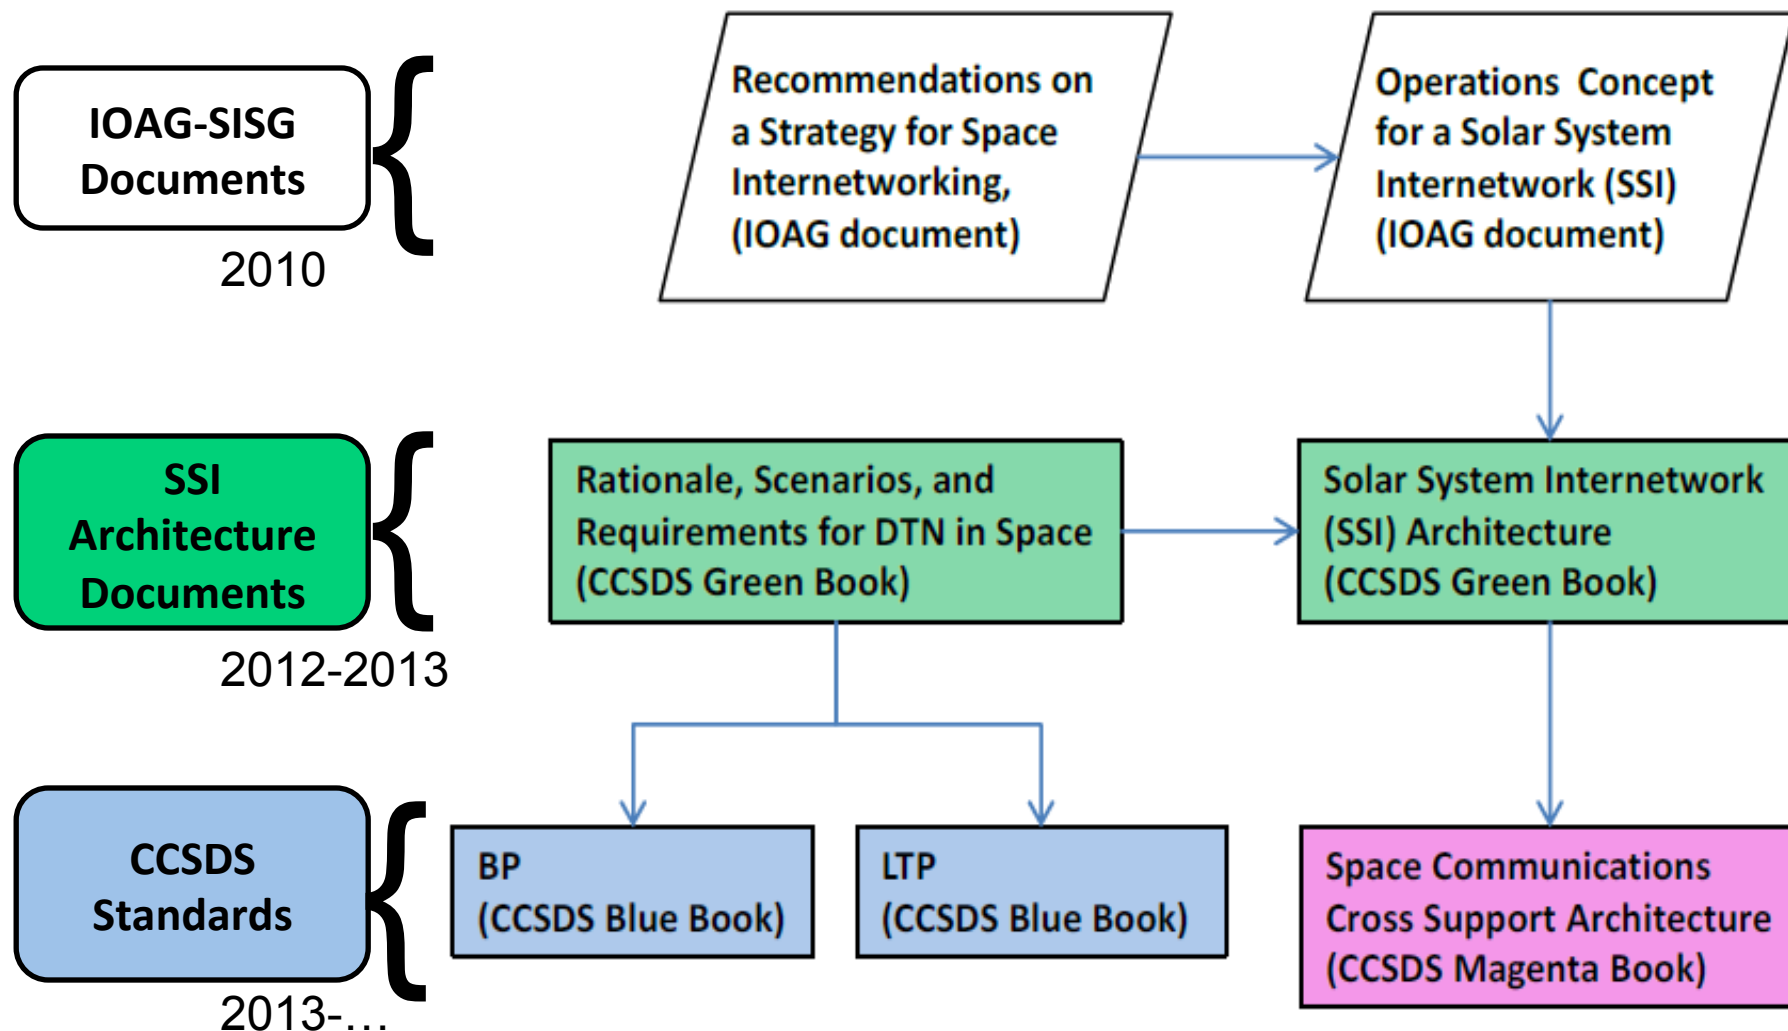 IOAG-SISG
Documents
2010
Recommendations on
a Strategy for Space
Internetworking,
(IOAG document)
Operations Concept
for a Solar System
Internetwork (SSI)
(IOAG document)
SSI
Architecture
Documents
2012-2013
Rationale, Scenarios, and
Requirements for DTN in Space
(CCSDS Green Book)
Solar System Internetwork
(SSI) Architecture
(CCSDS Green Book)
CCSDS
Standards
2013-...
BP
(CCSDS Blue Book)
LTP
(CCSDS Blue Book)
Space Communications
Cross Support Architecture
(CCSDS Magenta Book)